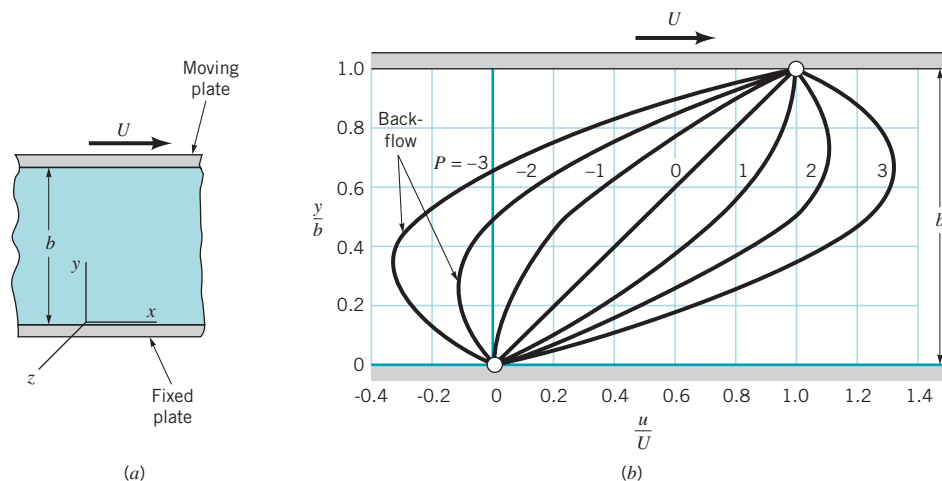 Moving
plate
U
b
y
x
z
Fixed
plate
(a)
U
1.0
0.8
0.6
0.4
0.2
0
y
b
Back-
flow
P = −3
−2
−1
0
1
2
3
b
-0.4
-0.2
0
0.2
0.4
0.6
0.8
1.0
1.2
1.4
u
U
(b)